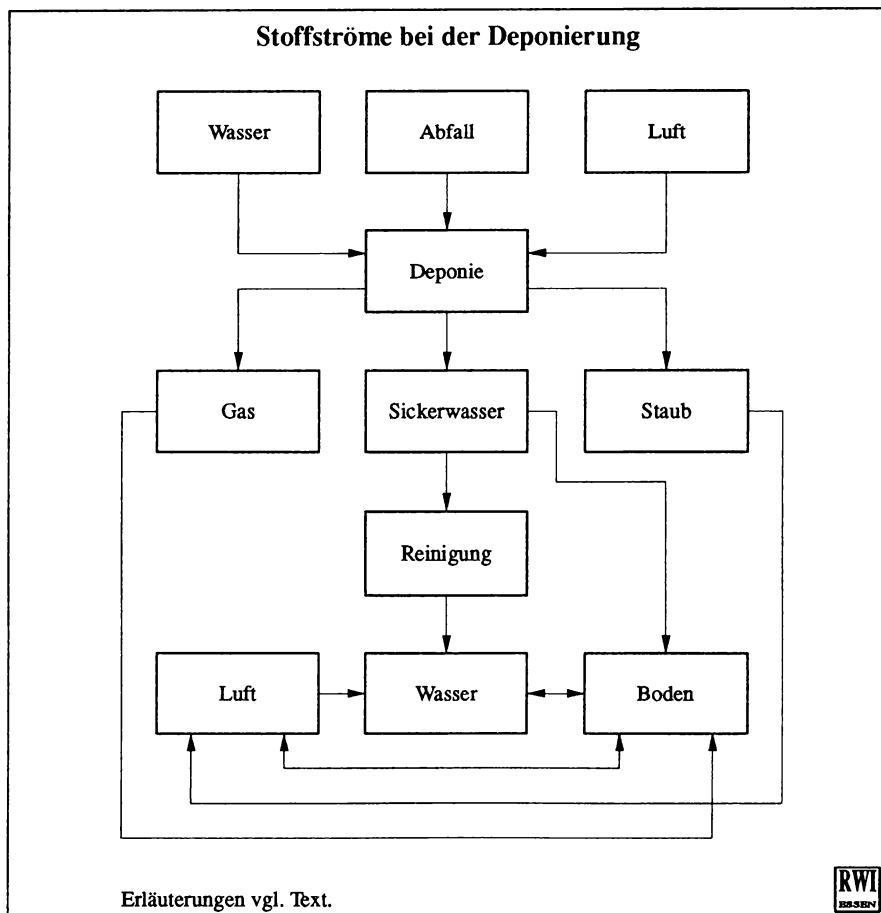 Stoffströme bei der Deponierung
Wasser
Abfall
Luft
Deponie
Gas
Sickerwasser
Staub
Reinigung
Luft
Wasser
Boden
Erläuterungen vgl. Text.
RWI
ESSEN